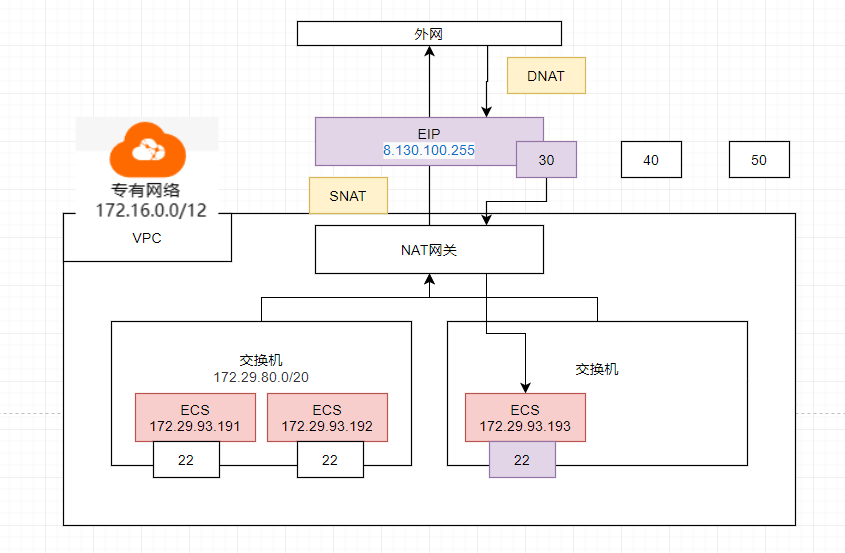 外网
DNAT
EIP
8.130.100.255
30
40
50
专有网络
172.16.0.0/12
SNAT
VPC
NAT网关
交换机
172.29.80.0/20
交换机
ECS
172.29.93.191
ECS
172.29.93.192
ECS
172.29.93.193
22
22
22